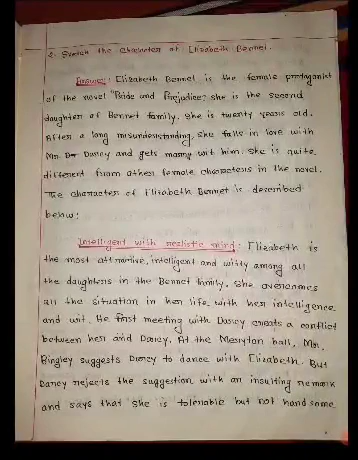 2. Sketch the character of Elizabeth Bennet.
Answer: Elizabeth Bennet is the female protagonist
of the novel "Pride and Prejudice". she is the second
daughter of Bennet family. She is twenty years old.
After a long misunderstanding, she falls in love with
Mr. Darcy and gets marry wit him. She is quite
different from other female characters in the novel.
The character of Elizabeth Bennet is described
below:
Intelligent with realistic mind: Elizabeth is
the most attractive, intelligent and witty among all
the daughters in the Bennet family. She overcomes
all the situation in her life with her intelligence
and wit. He first meeting with Darcy creats a conflict
between her and Darcy. At the Meryton ball, Mr.
Bingley suggests Darcy to dance with Elizabeth. But
Darcy rejects the suggestion with an insulting remark
and says that she is tolerable but not handsome